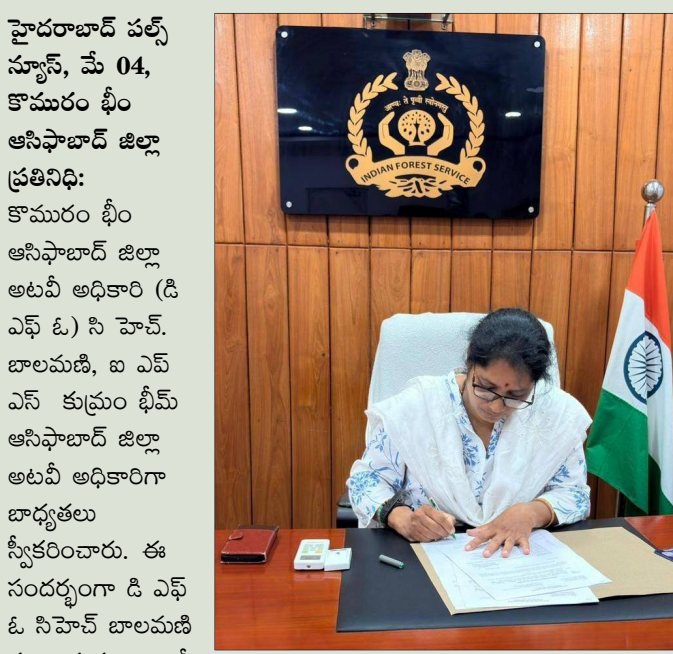 హైదరాబాద్ పల్స్
న్యూస్, మే 04,
కొమురం భీం
ఆసిఫాబాద్ జిల్లా
ప్రతినిధి:
కొమురం భీం
ఆసిఫాబాద్ జిల్లా
అటవీ అధికారి (డి
ఎఫ్ ఓ) సి హెచ్.
బాలమణి, ఐ ఎప్
ఎస్ కుమ్రం భీమ్
ఆసిఫాబాద్ జిల్లా
అటవీ అధికారిగా
బాధ్యతలు
స్వీకరించారు. ఈ
సందర్భంగా డి ఎఫ్
ఓ సిహెచ్ బాలమణి
INDIAN FOREST SERVICE